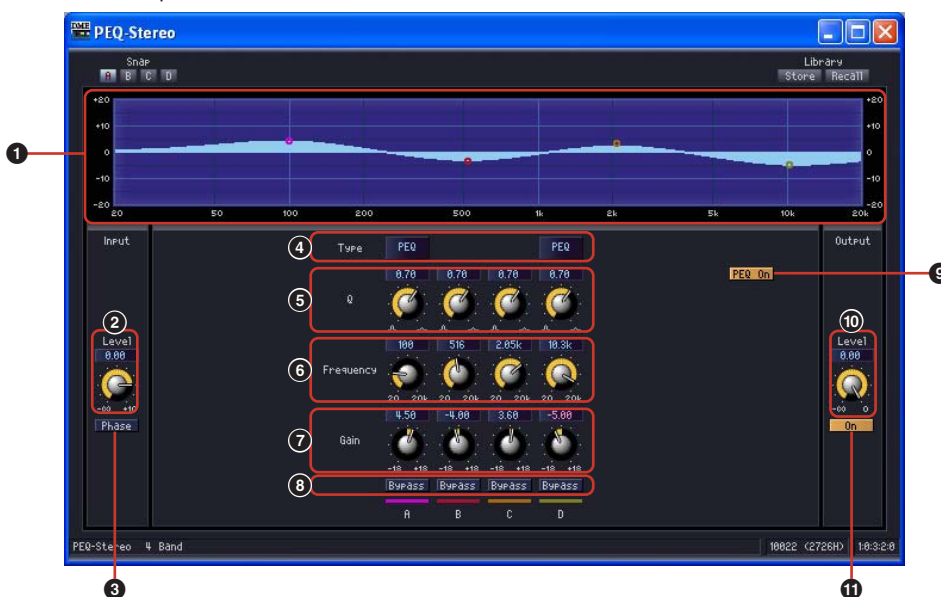 DME PEQ-Stereo
Snap Library
A B C D Store Recall
+20 +20
+10 +10
0 0
-10 -10
-20 -20
20 50 100 200 500 1k 2k 5k 10k 20k
1
Input Output
4 Type PEQ PEQ
PEQ On 9
0.70 0.70 0.70 0.70
5 Q
2 10
Level Level
0.00 0.00
100 516 2.05k 10.3k
6 Frequency
20 20k 20 20k 20 20k 20 20k
-∞ +10 -∞ 0
4.50 -4.00 3.60 -5.00
Phase On
7 Gain
-18 +18 -18 +18 -18 +18 -18 +18
8 Bypass Bypass Bypass Bypass
A B C D
PEQ-Stereo 4 Band 10022 (2726H) 1:0:3:2:0
3 11